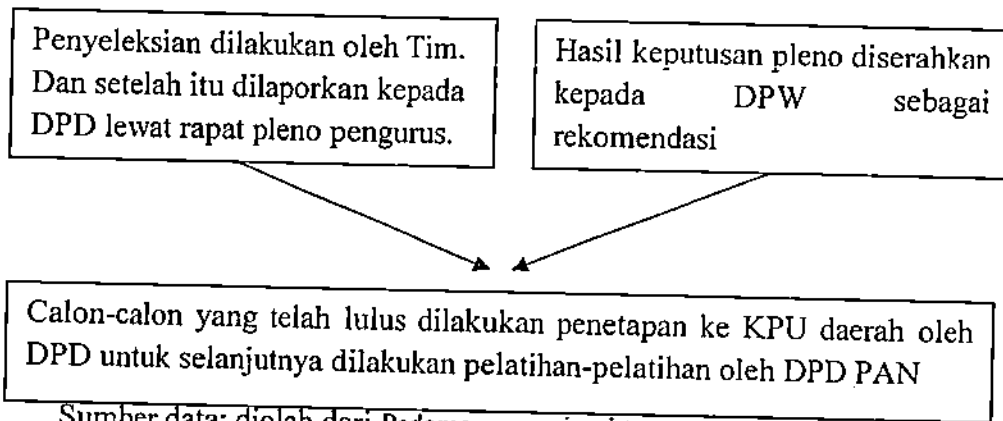 Penyeleksian dilakukan oleh Tim.
Dan setelah itu dilaporkan kepada
DPD lewat rapat pleno pengurus.
Hasil keputusan pleno diserahkan
kepada DPW sebagai
rekomendasi
Calon-calon yang telah lulus dilakukan penetapan ke KPU daerah oleh
DPD untuk selanjutnya dilakukan pelatihan-pelatihan oleh DPD PAN
Sumber data: diolah dari